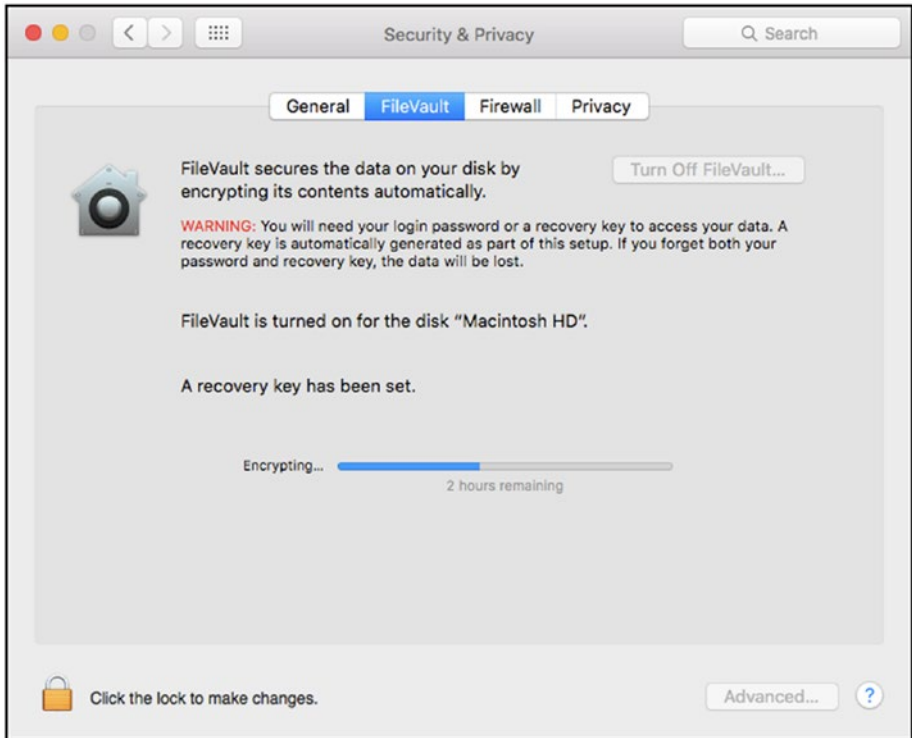 Security & Privacy
Search
General FileVault Firewall Privacy
FileVault secures the data on your disk by
encrypting its contents automatically.
Turn Off FileVault...
WARNING: You will need your login password or a recovery key to access your data. A
recovery key is automatically generated as part of this setup. If you forget both your
password and recovery key, the data will be lost.
FileVault is turned on for the disk “Macintosh HD”.
A recovery key has been set.
Encrypting...
2 hours remaining
Click the lock to make changes.
Advanced...
?